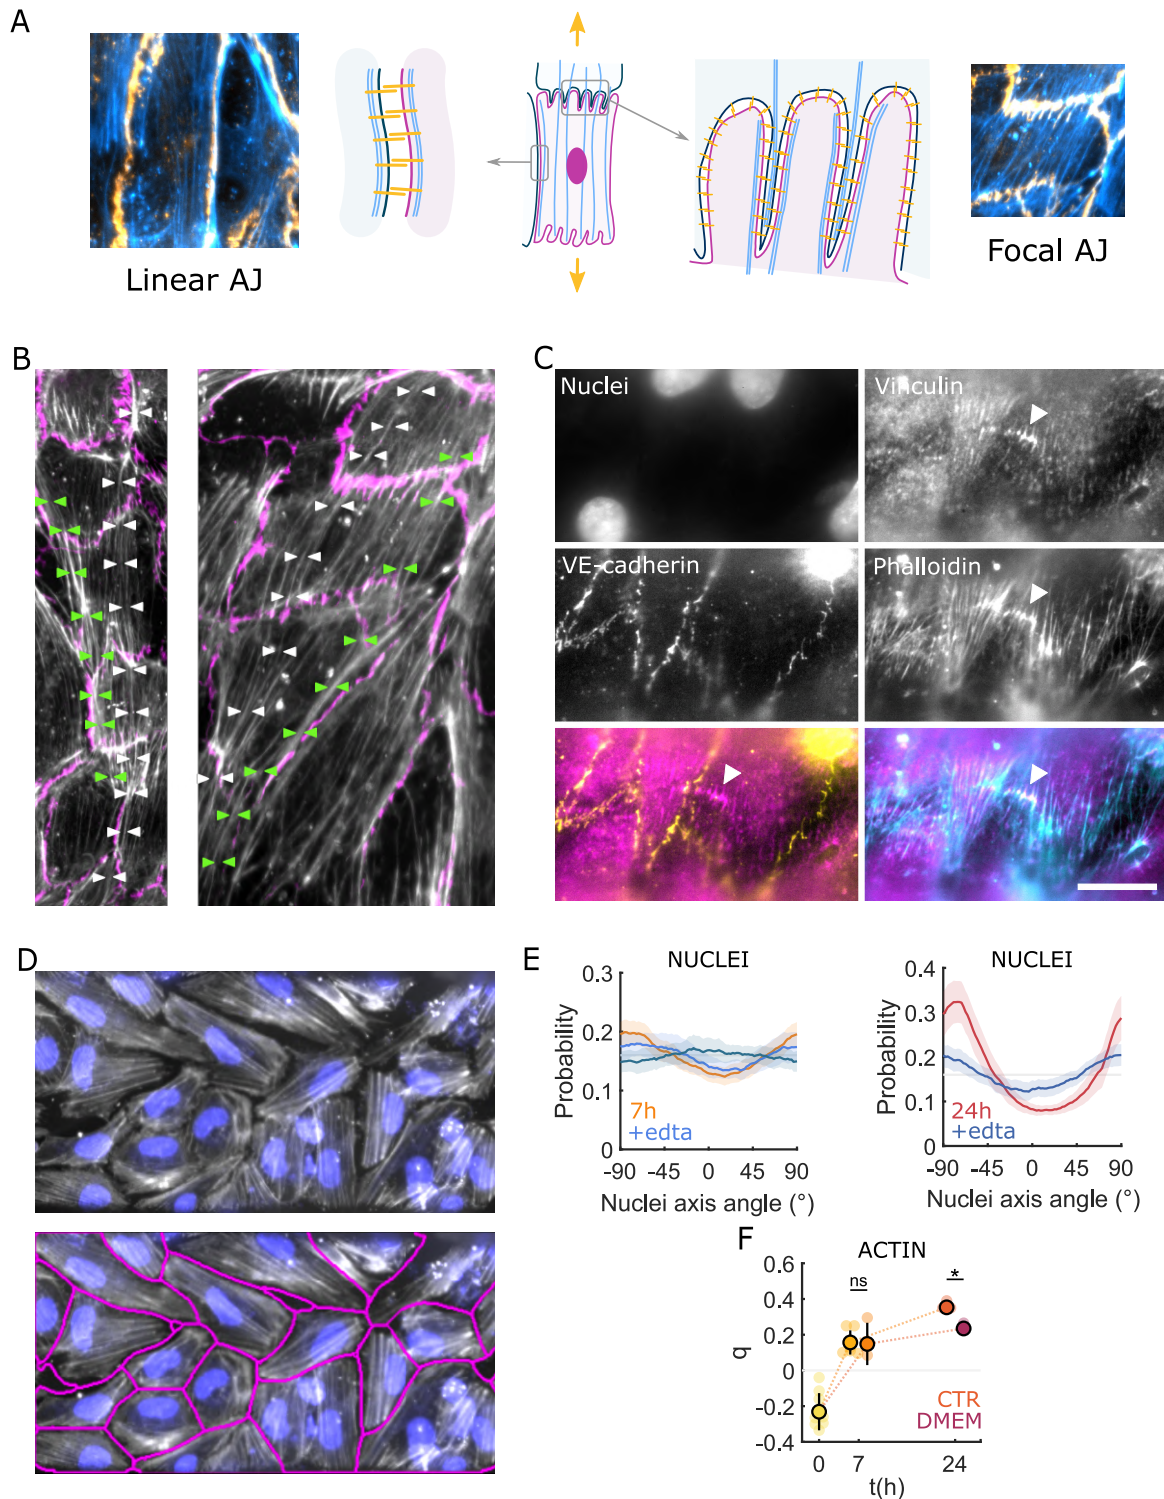 A
Linear AJ
Focal AJ
B
C
Nuclei
Vinculin
VE-cadherin
Phalloidin
D
E
NUCLEI
0.3
0.2
0.1
0
Probability
7h
+edta
-90 -45 0 45 90
Nuclei axis angle (°)
NUCLEI
0.4
0.3
0.2
0.1
0
Probability
24h
+edta
-90 -45 0 45 90
Nuclei axis angle (°)
F
ACTIN
0.6
0.4
0.2
0
-0.2
-0.4
q
ns
*
CTR
DMEM
0 7 24
t(h)